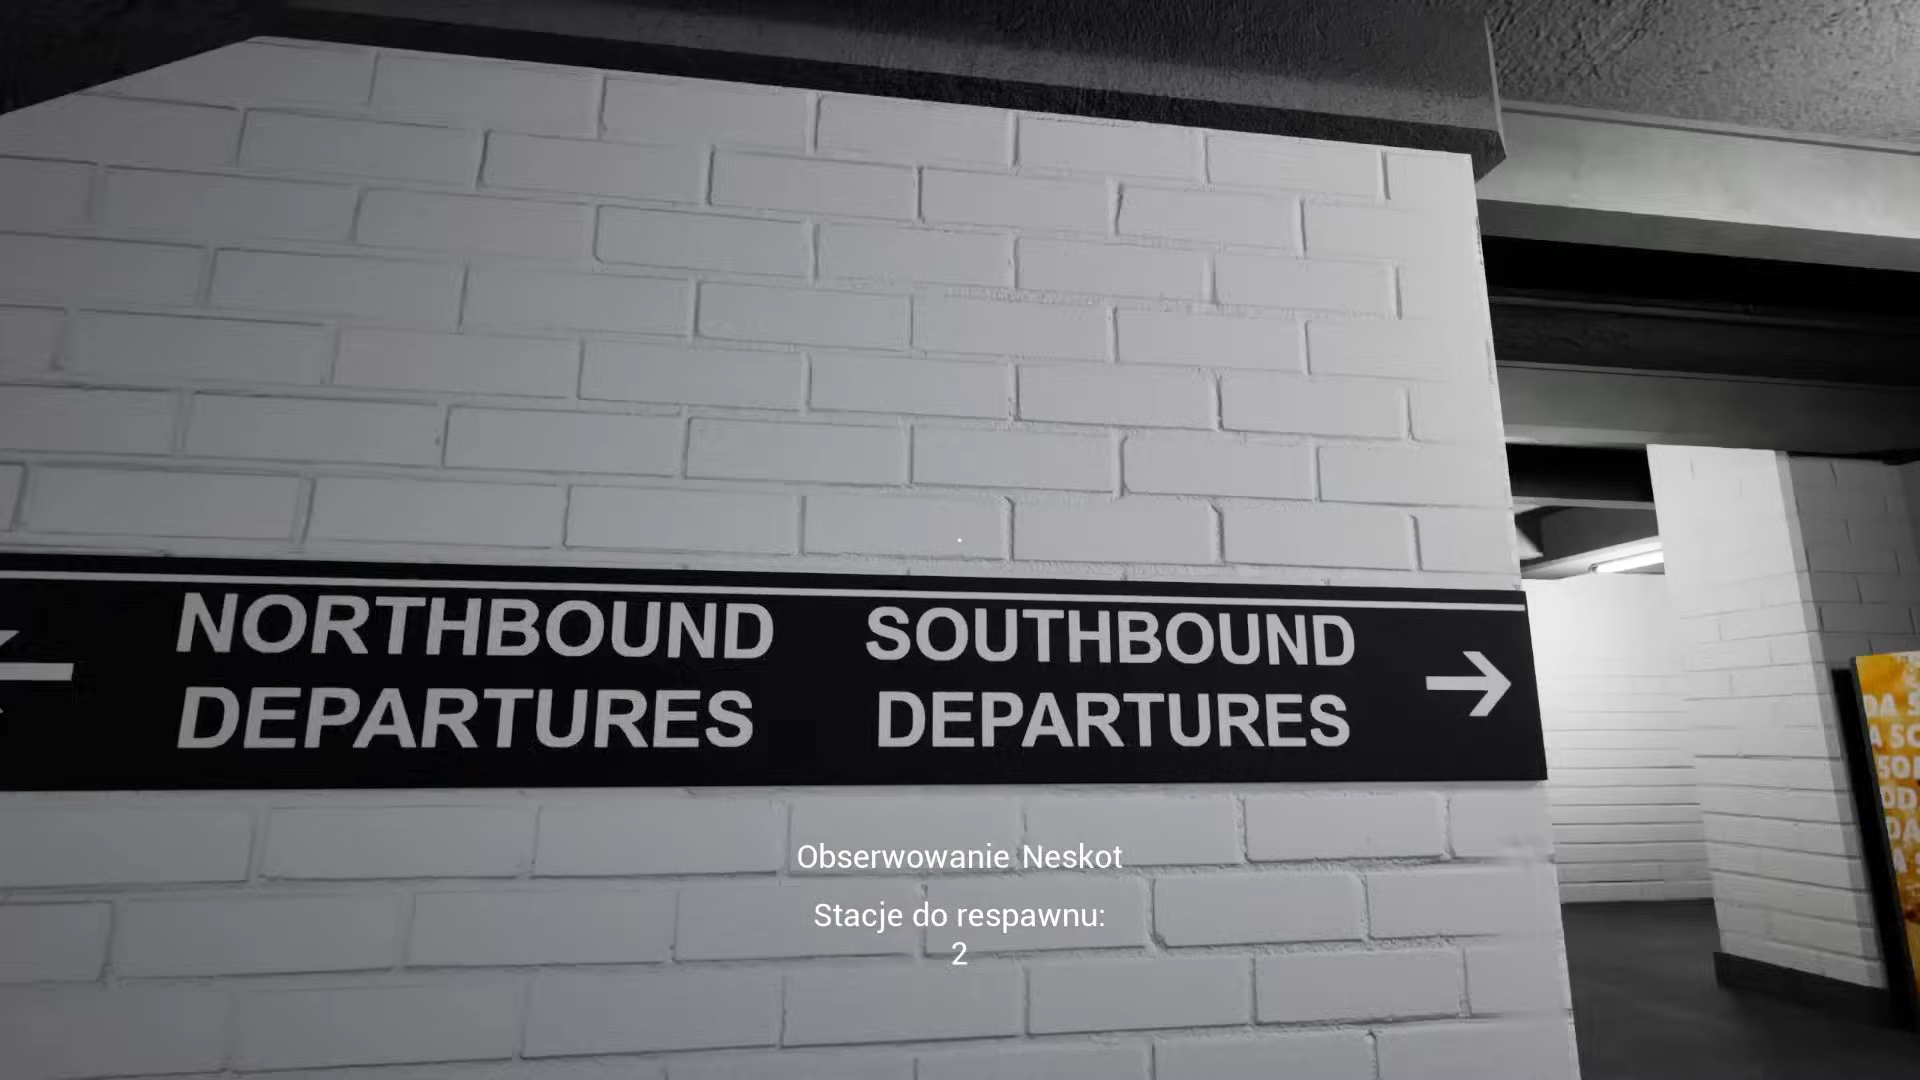 NORTHBOUND SOUTHBOUND
DEPARTURES DEPARTURES
Obserwowanie Neskot
Stacje do respawnu:
2